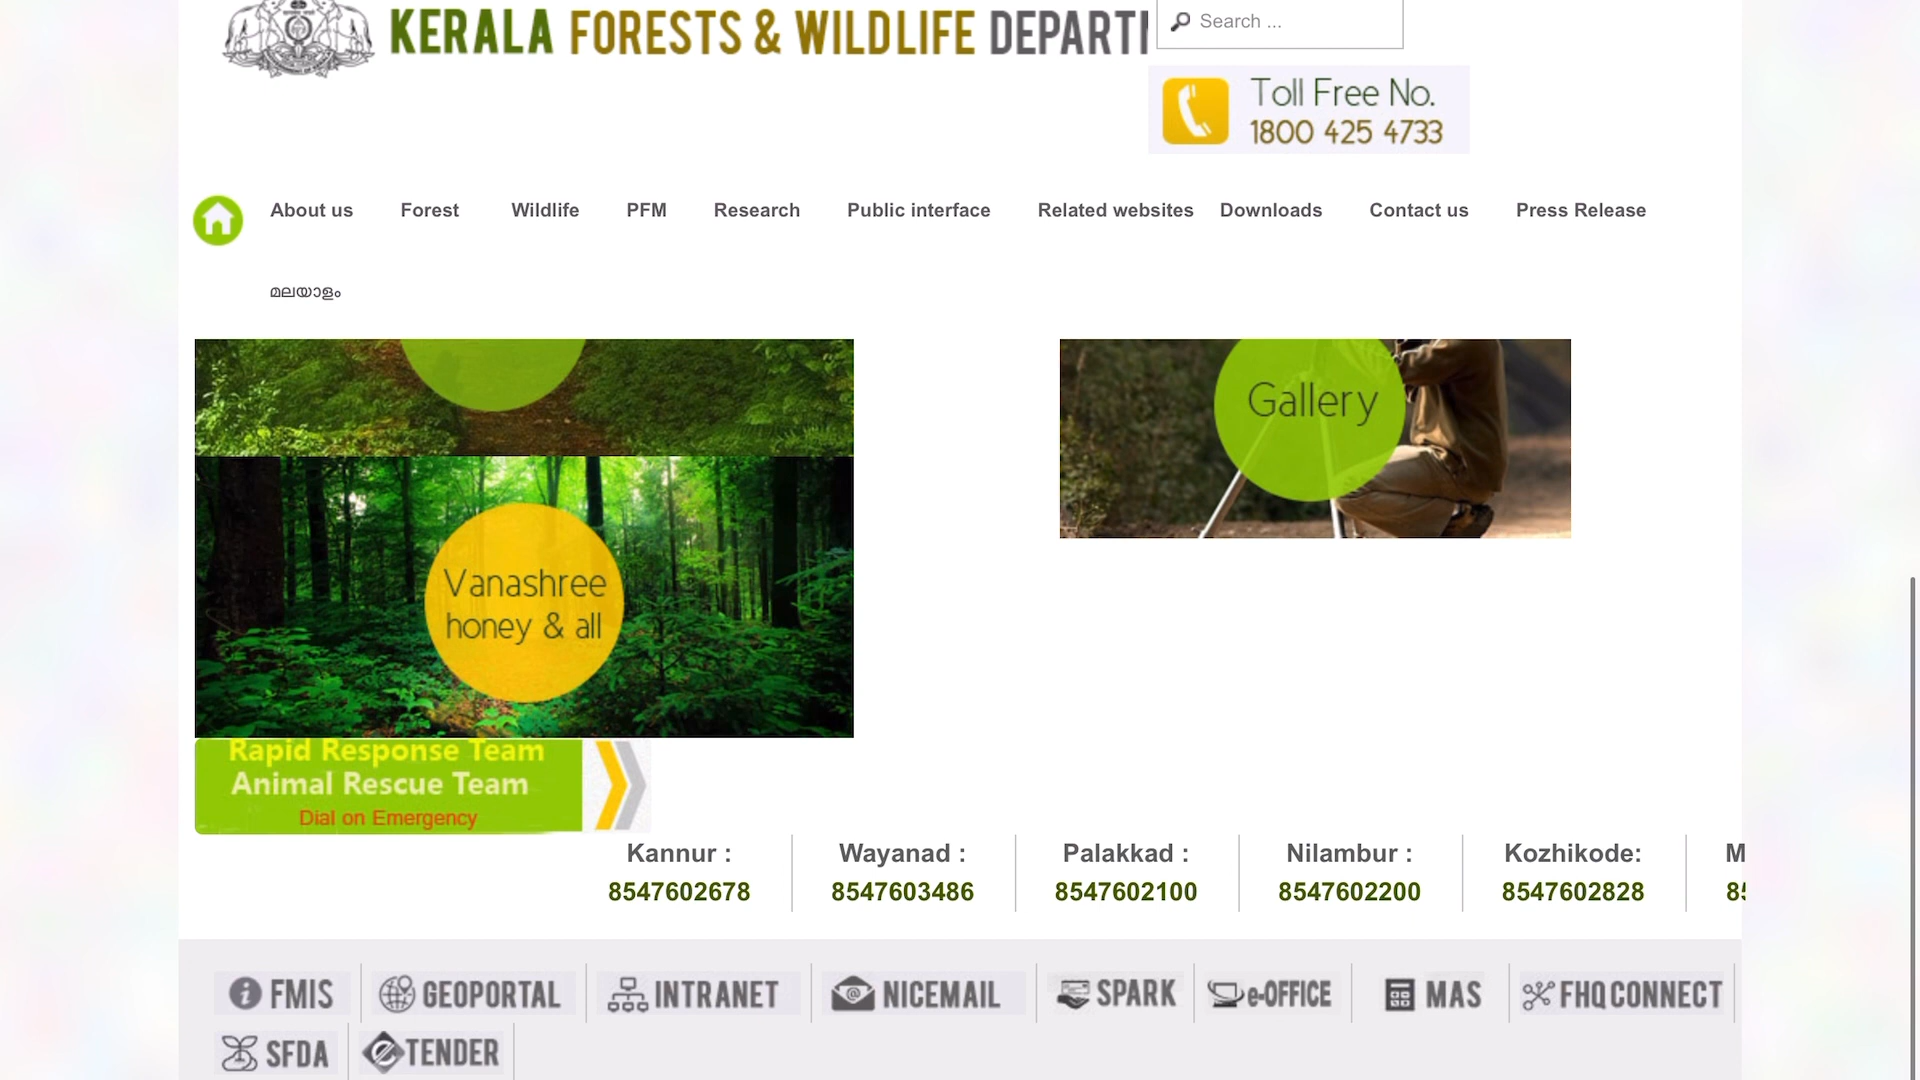 KERALA FORESTS & WILDLIFE
Search ...
Toll Free No.
1800 425 4733
About us Forest Wildlife PFM Research Public interface Related websites Downloads Contact us Press Release
മലയാളം
Gallery
Vanashree
honey & all
Rapid Response Team
Animal Rescue Team
Dial on Emergency
Kannur : Wayanad : Palakkad : Nilambur : Kozhikode:
8547602678 8547603486 8547602100 8547602200 8547602828
FMIS GEOPORTAL INTRANET NICEMAIL SPARK e-OFFICE MAS FHQ CONNECT
SFDA eTENDER